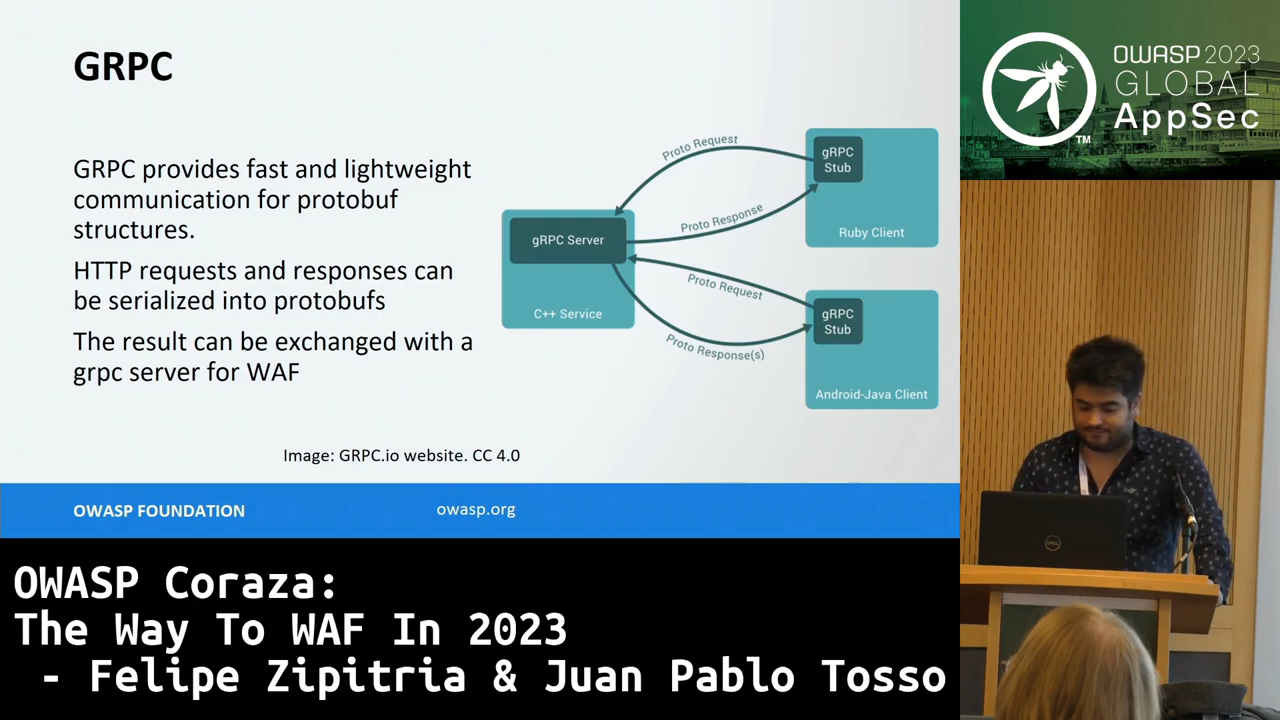 GRPC
GRPC provides fast and lightweight
communication for protobuf
structures.
HTTP requests and responses can
be serialized into protobufs
The result can be exchanged with a
grpc server for WAF
Proto Request
gRPC
Stub
Proto Response
Ruby Client
gRPC Server
C++ Service
Proto Request
gRPC
Stub
Proto Response(s)
Android-Java Client
Image: GRPC.io website. CC 4.0
OWASP FOUNDATION
owasp.org
OWASP 2023
GLOBAL
AppSec
TM
DELL
OWASP Coraza:
The Way To WAF In 2023
- Felipe Zipitria & Juan Pablo Tosso